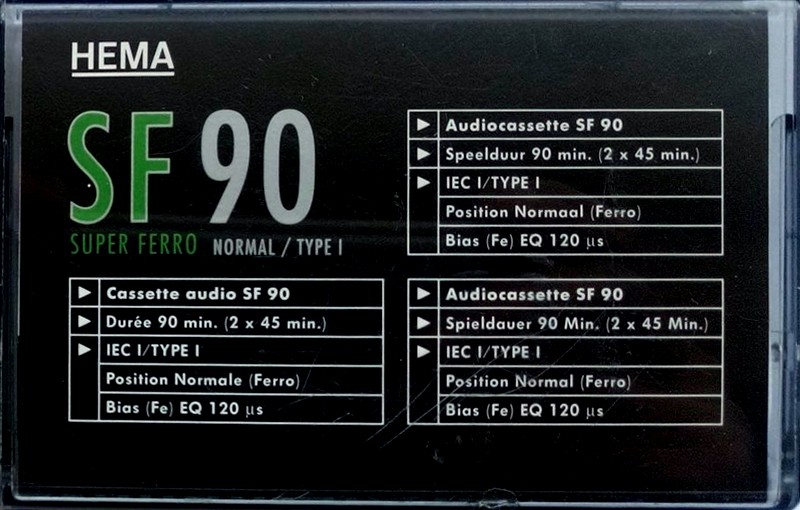 HEMA
SF 90
SUPER FERRO NORMAL / TYPE I
Audiocassette SF 90
Speelduur 90 min. (2 x 45 min.)
IEC I/TYPE I
Position Normaal (Ferro)
Bias (Fe) EQ 120 µs
Cassette audio SF 90
Durée 90 min. (2 x 45 min.)
IEC I/TYPE I
Position Normale (Ferro)
Bias (Fe) EQ 120 µs
Audiocassette SF 90
Spieldauer 90 Min. (2 x 45 Min.)
IEC I/TYPE I
Position Normal (Ferro)
Bias (Fe) EQ 120 µs